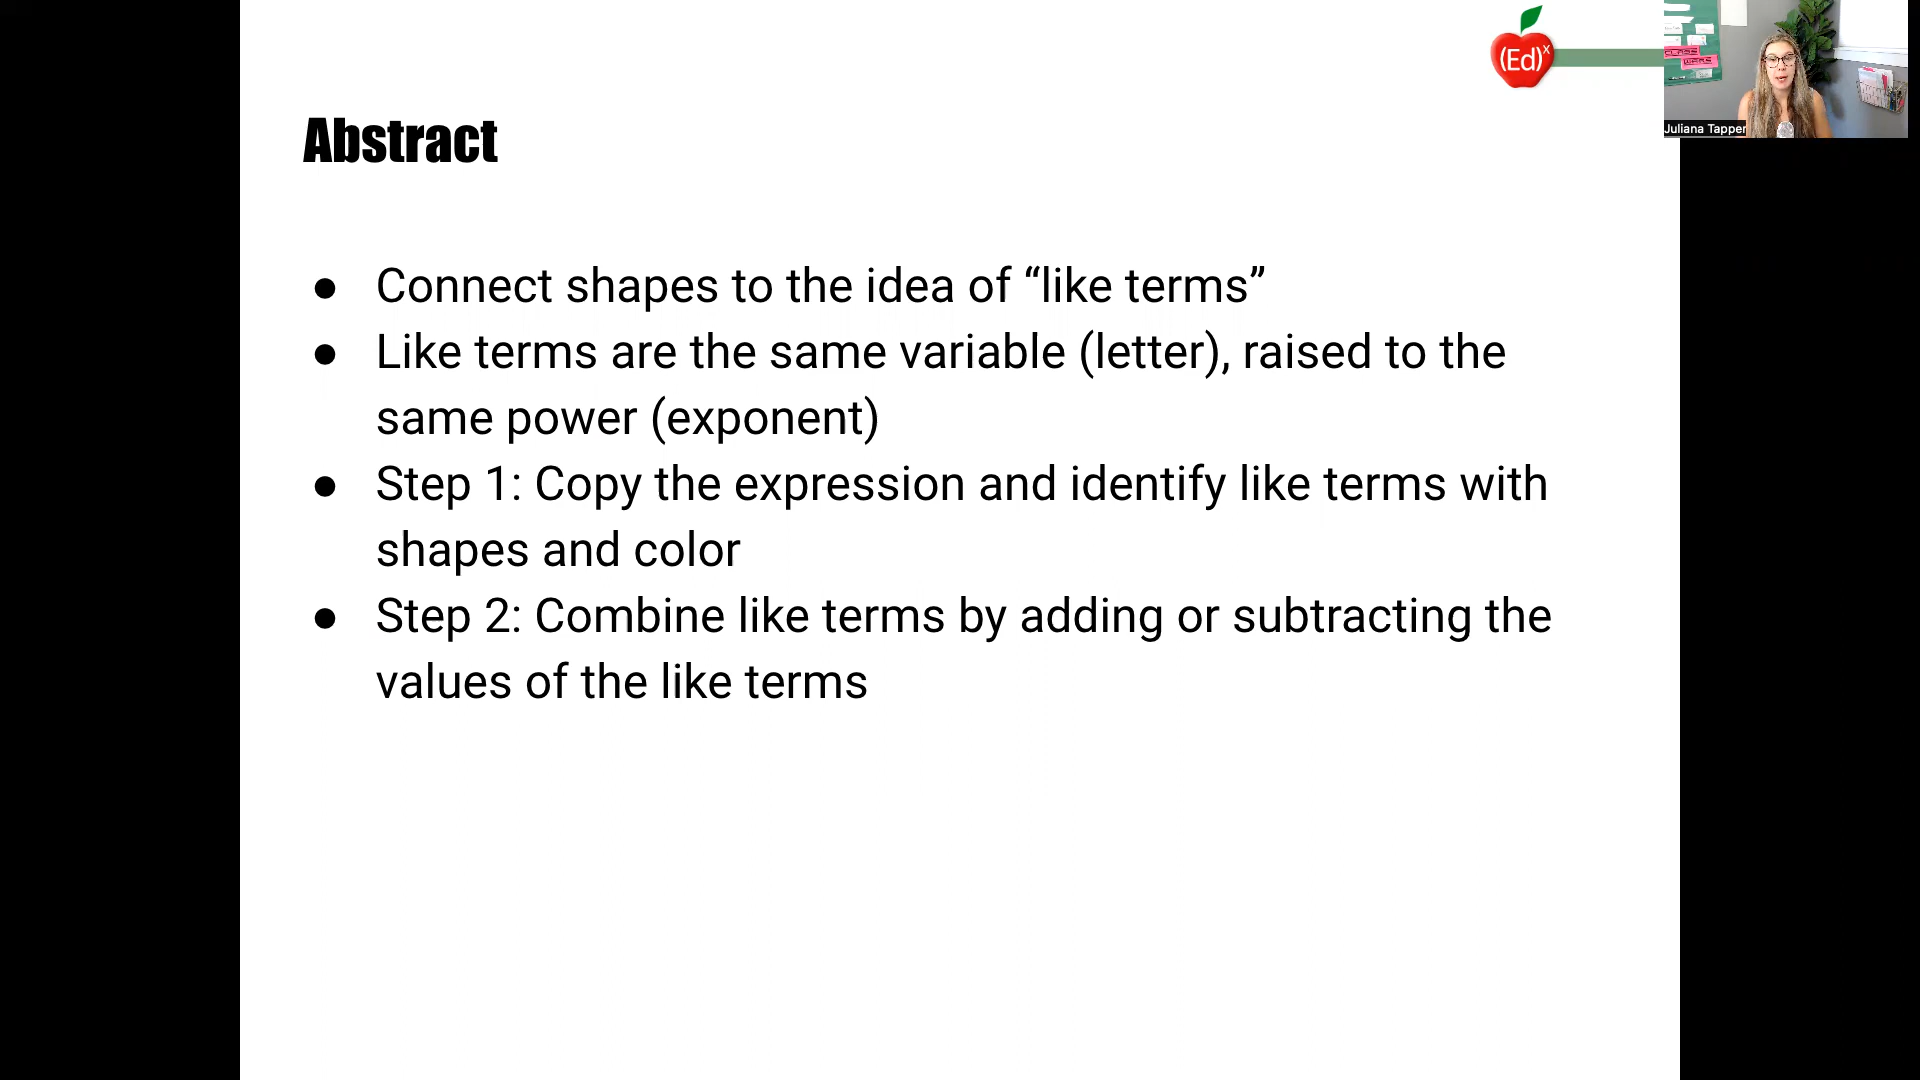 (Ed)x
Juliana Tapper
Abstract
● Connect shapes to the idea of “like terms”
● Like terms are the same variable (letter), raised to the
same power (exponent)
● Step 1: Copy the expression and identify like terms with
shapes and color
● Step 2: Combine like terms by adding or subtracting the
values of the like terms